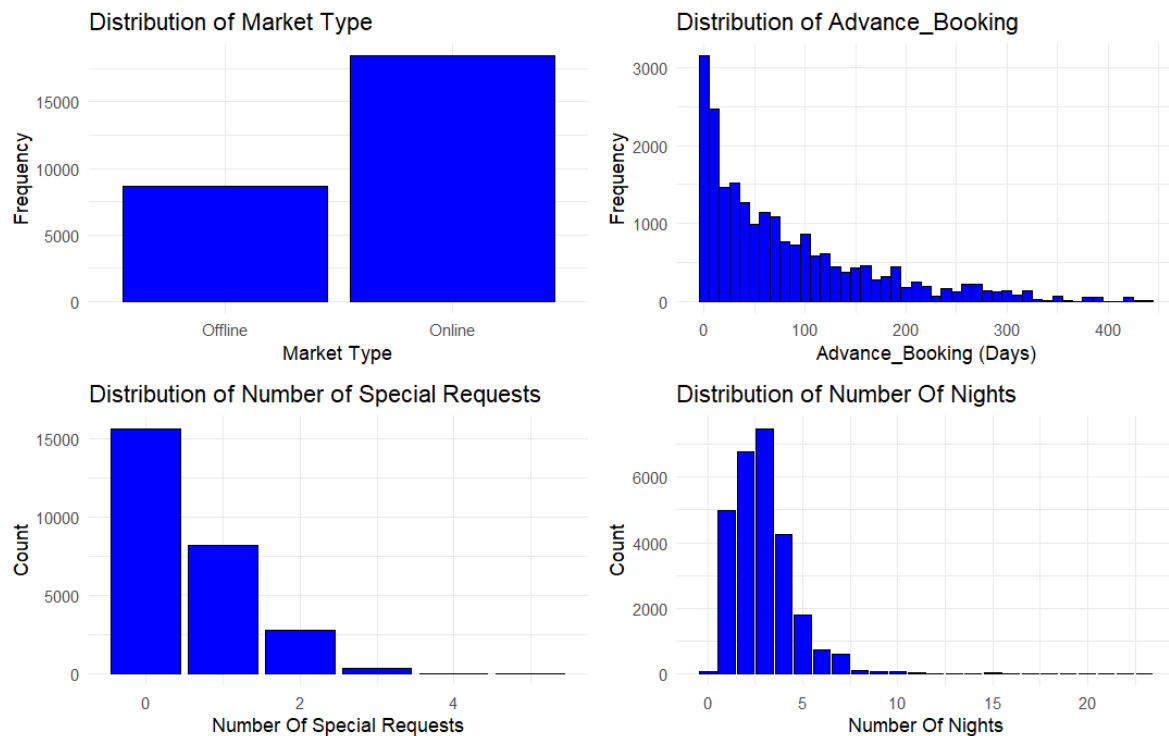 Distribution of Market Type
Frequency
15000
10000
5000
0
Offline Online
Market Type
Distribution of Advance_Booking
Frequency
3000
2000
1000
0
0 100 200 300 400
Advance_Booking (Days)
Distribution of Number of Special Requests
Count
15000
10000
5000
0
0 2 4
Number Of Special Requests
Distribution of Number Of Nights
Count
6000
4000
2000
0
0 5 10 15 20
Number Of Nights